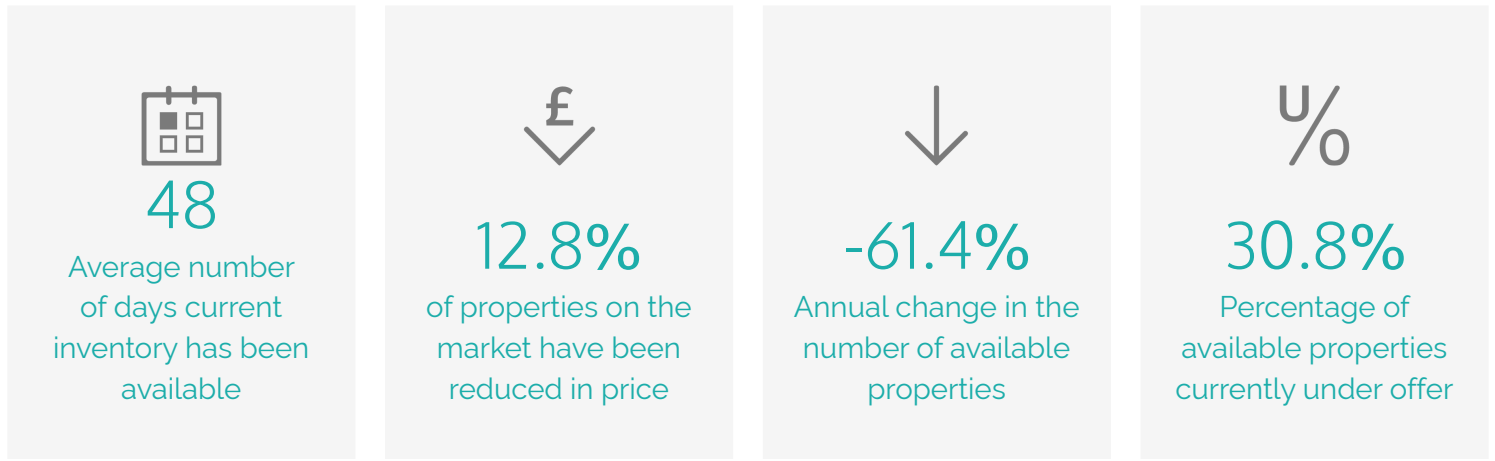 48
Average number
of days current
inventory has been
available
£
12.8%
of properties on the
market have been
reduced in price
-61.4%
Annual change in the
number of available
properties
U%
30.8%
Percentage of
available properties
currently under offer